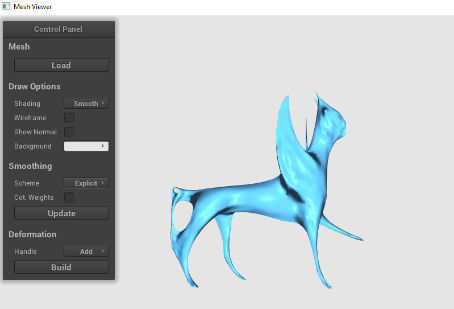 Mesh Viewer
Control Panel
Mesh
Load
Draw Options
Shading Smooth
Wireframe
Show Normal
Background
Smoothing
Scheme Explicit
Cot. Weights
Update
Deformation
Handle Add
Build